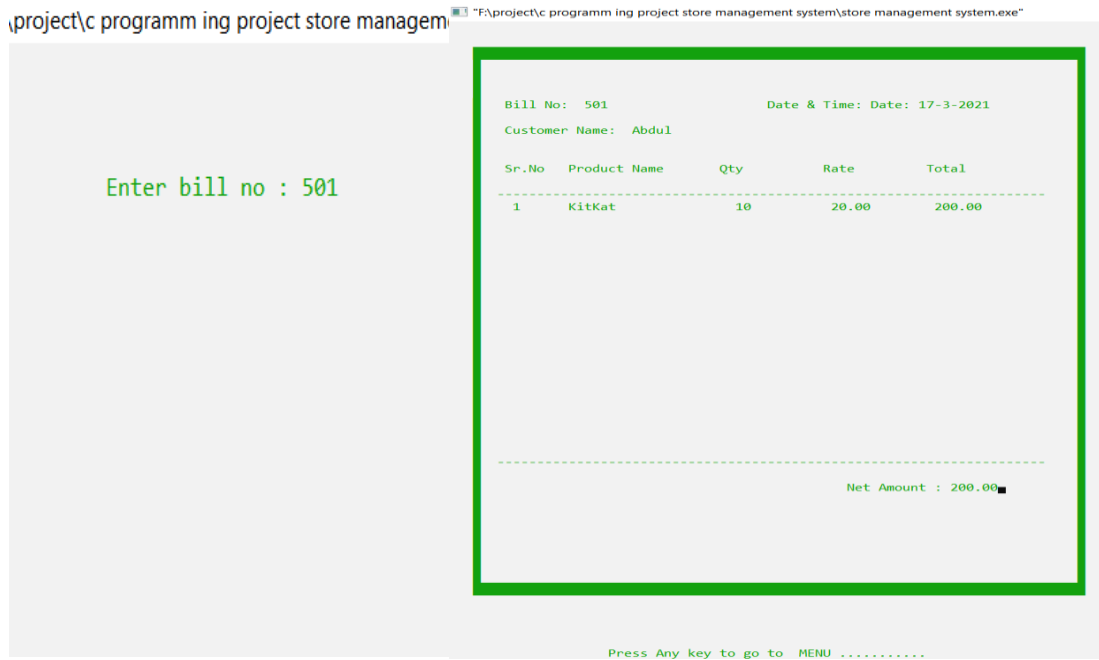 \project\c programm ing project store managem
Enter bill no : 501
"F:\project\c programm ing project store management system\store management system.exe"
Bill No: 501 Date & Time: Date: 17-3-2021
Customer Name: Abdul
Sr.No Product Name Qty Rate Total
--------------------------------------------------------------------
1 KitKat 10 20.00 200.00
--------------------------------------------------------------------
Net Amount : 200.00
Press Any key to go to MENU ...........